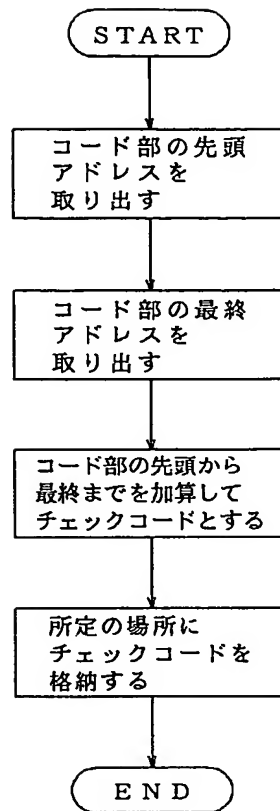 START
コード部の先頭
アドレスを
取り出す
コード部の最終
アドレスを
取り出す
コード部の先頭から
最終までを加算して
チェックコードとする
所定の場所に
チェックコードを
格納する
END